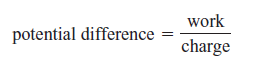 potential difference = work / charge